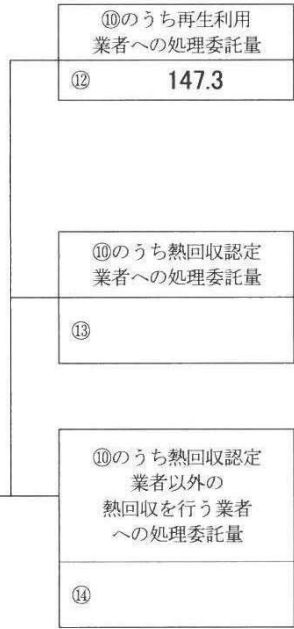 ⑩のうち再生利用
業者への処理委託量
⑫ 147.3
⑩のうち熱回収認定
業者への処理委託量
⑬
⑩のうち熱回収認定
業者以外の
熱回収を行う業者
への処理委託量
⑭